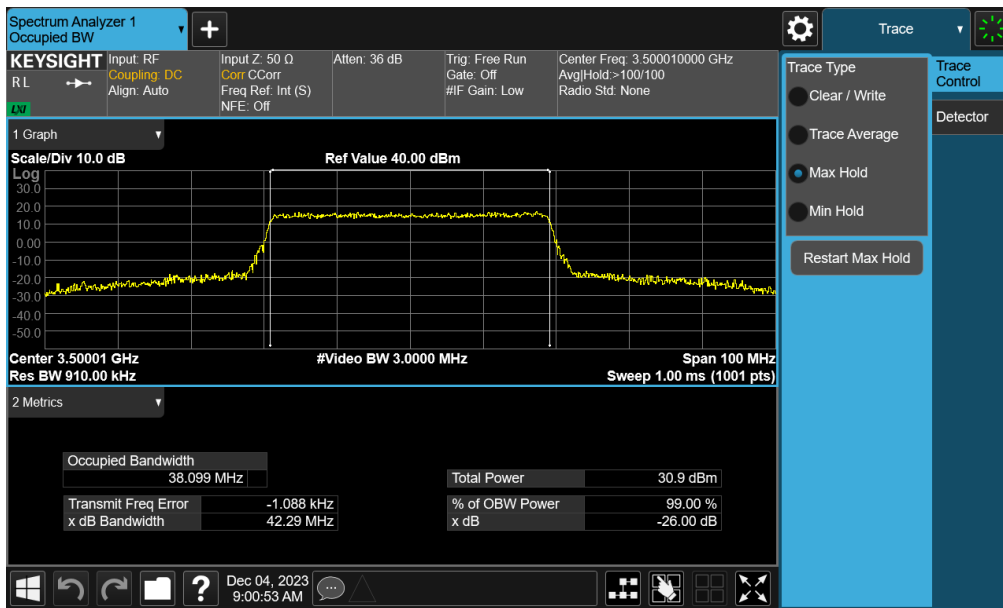 Spectrum Analyzer 1
Occupied BW
Trace
KEYSIGHT
R L
LXI
Input: RF
Coupling: DC
Align: Auto
Input Z: 50 Ω
Corr CCorr
Freq Ref: Int (S)
NFE: Off
Atten: 36 dB
Trig: Free Run
Gate: Off
#IF Gain: Low
Center Freq: 3.500010000 GHz
Avg|Hold:>100/100
Radio Std: None
Trace Type
Clear / Write
Trace Average
Max Hold
Min Hold
Restart Max Hold
Trace
Control
Detector
1 Graph
Scale/Div 10.0 dB
Ref Value 40.00 dBm
Log
30.0
20.0
10.0
0.00
-10.0
-20.0
-30.0
-40.0
-50.0
Center 3.50001 GHz
#Video BW 3.0000 MHz
Span 100 MHz
Res BW 910.00 kHz
Sweep 1.00 ms (1001 pts)
2 Metrics
Occupied Bandwidth
38.099 MHz
Total Power 30.9 dBm
Transmit Freq Error -1.088 kHz
% of OBW Power 99.00 %
x dB Bandwidth 42.29 MHz
x dB -26.00 dB
?
Dec 04, 2023
9:00:53 AM